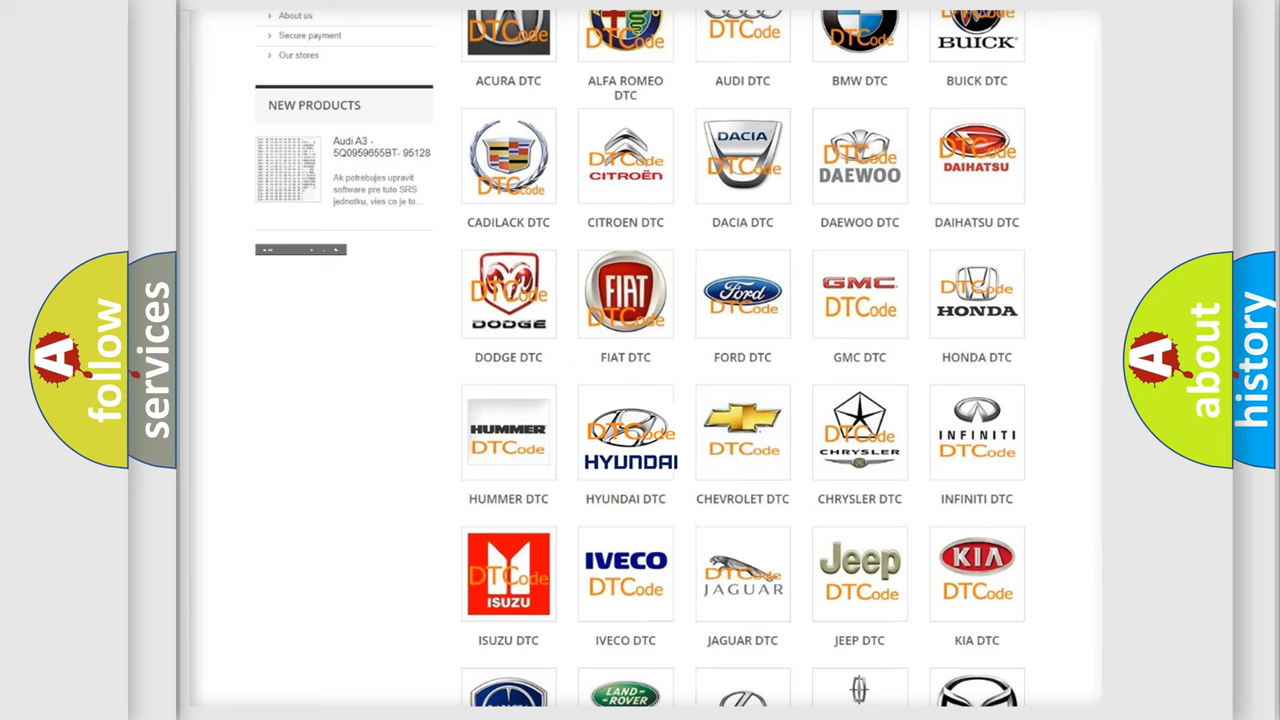 About us
Secure payment
Our stores
NEW PRODUCTS
Audi A3 -
5Q0959655BT- 95128
Ak potrebujes upravit
software pre tuto SRS
jednotku, vies co je to...
DTCode
DTCode
DTCode
DTCode
BUICK
ACURA DTC
ALFA ROMEO
DTC
AUDI DTC
BMW DTC
BUICK DTC
DTCode
DTCode
CITROËN
DACIA
DTCode
DTCode
DAEWOO
DTCode
DAIHATSU
CADILACK DTC
CITROEN DTC
DACIA DTC
DAEWOO DTC
DAIHATSU DTC
DTCode
DODGE
FIAT
DTCode
Ford
DTCode
GMC
DTCode
DTCode
HONDA
DODGE DTC
FIAT DTC
FORD DTC
GMC DTC
HONDA DTC
HUMMER
DTCode
DTCode
HYUNDAI
DTCode
DTCode
CHRYSLER
INFINITI
DTCode
HUMMER DTC
HYUNDAI DTC
CHEVROLET DTC
CHRYSLER DTC
INFINITI DTC
DTCode
ISUZU
IVECO
DTCode
DTCode
JAGUAR
Jeep
DTCode
KIA
DTCode
ISUZU DTC
IVECO DTC
JAGUAR DTC
JEEP DTC
KIA DTC
LAND-
ROVER
A
follow
services
A
about
history